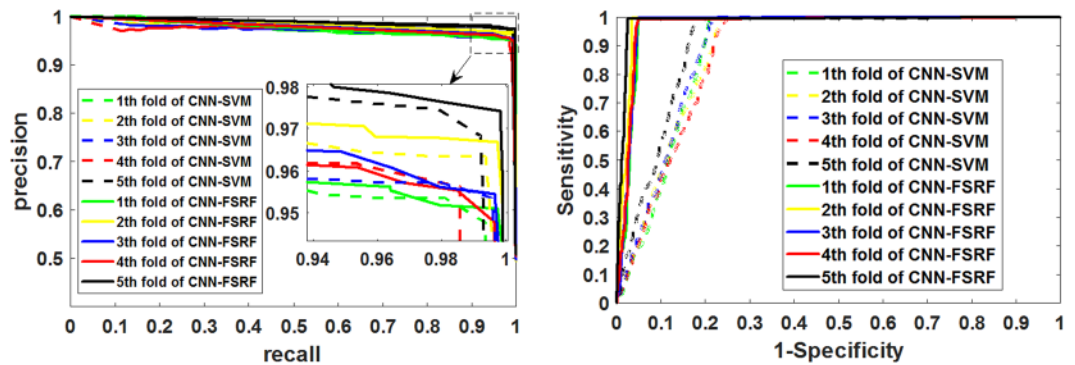 1
0.9
0.8
0.7
0.6
0.5
precision
0 0.1 0.2 0.3 0.4 0.5 0.6 0.7 0.8 0.9 1
recall
1th fold of CNN-SVM
2th fold of CNN-SVM
3th fold of CNN-SVM
4th fold of CNN-SVM
5th fold of CNN-SVM
1th fold of CNN-FSRF
2th fold of CNN-FSRF
3th fold of CNN-FSRF
4th fold of CNN-FSRF
5th fold of CNN-FSRF
0.98
0.97
0.96
0.95
0.94 0.96 0.98 1
1
0.9
0.8
0.7
0.6
0.5
0.4
0.3
0.2
0.1
0
Sensitivity
0 0.1 0.2 0.3 0.4 0.5 0.6 0.7 0.8 0.9 1
1-Specificity
1th fold of CNN-SVM
2th fold of CNN-SVM
3th fold of CNN-SVM
4th fold of CNN-SVM
5th fold of CNN-SVM
1th fold of CNN-FSRF
2th fold of CNN-FSRF
3th fold of CNN-FSRF
4th fold of CNN-FSRF
5th fold of CNN-FSRF